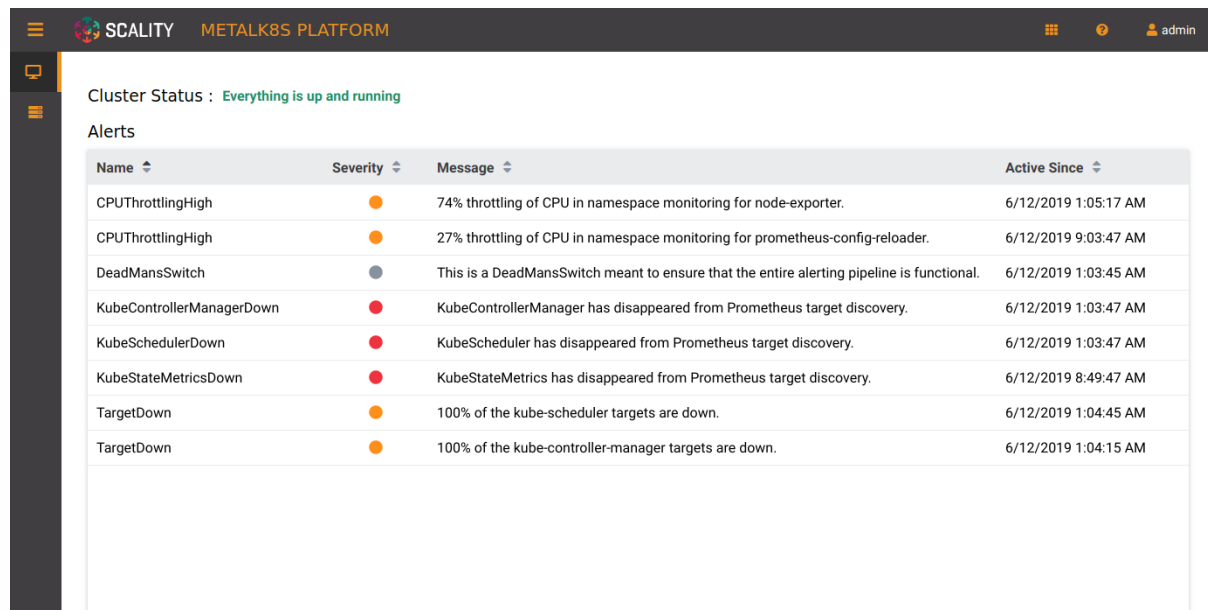 SCALITY METALK8S PLATFORM admin
Cluster Status : Everything is up and running
Alerts
Name Severity Message Active Since
CPUThrottlingHigh 74% throttling of CPU in namespace monitoring for node-exporter. 6/12/2019 1:05:17 AM
CPUThrottlingHigh 27% throttling of CPU in namespace monitoring for prometheus-config-reloader. 6/12/2019 9:03:47 AM
DeadMansSwitch This is a DeadMansSwitch meant to ensure that the entire alerting pipeline is functional. 6/12/2019 1:03:45 AM
KubeControllerManagerDown KubeControllerManager has disappeared from Prometheus target discovery. 6/12/2019 1:03:47 AM
KubeSchedulerDown KubeScheduler has disappeared from Prometheus target discovery. 6/12/2019 1:03:47 AM
KubeStateMetricsDown KubeStateMetrics has disappeared from Prometheus target discovery. 6/12/2019 8:49:47 AM
TargetDown 100% of the kube-scheduler targets are down. 6/12/2019 1:04:45 AM
TargetDown 100% of the kube-controller-manager targets are down. 6/12/2019 1:04:15 AM